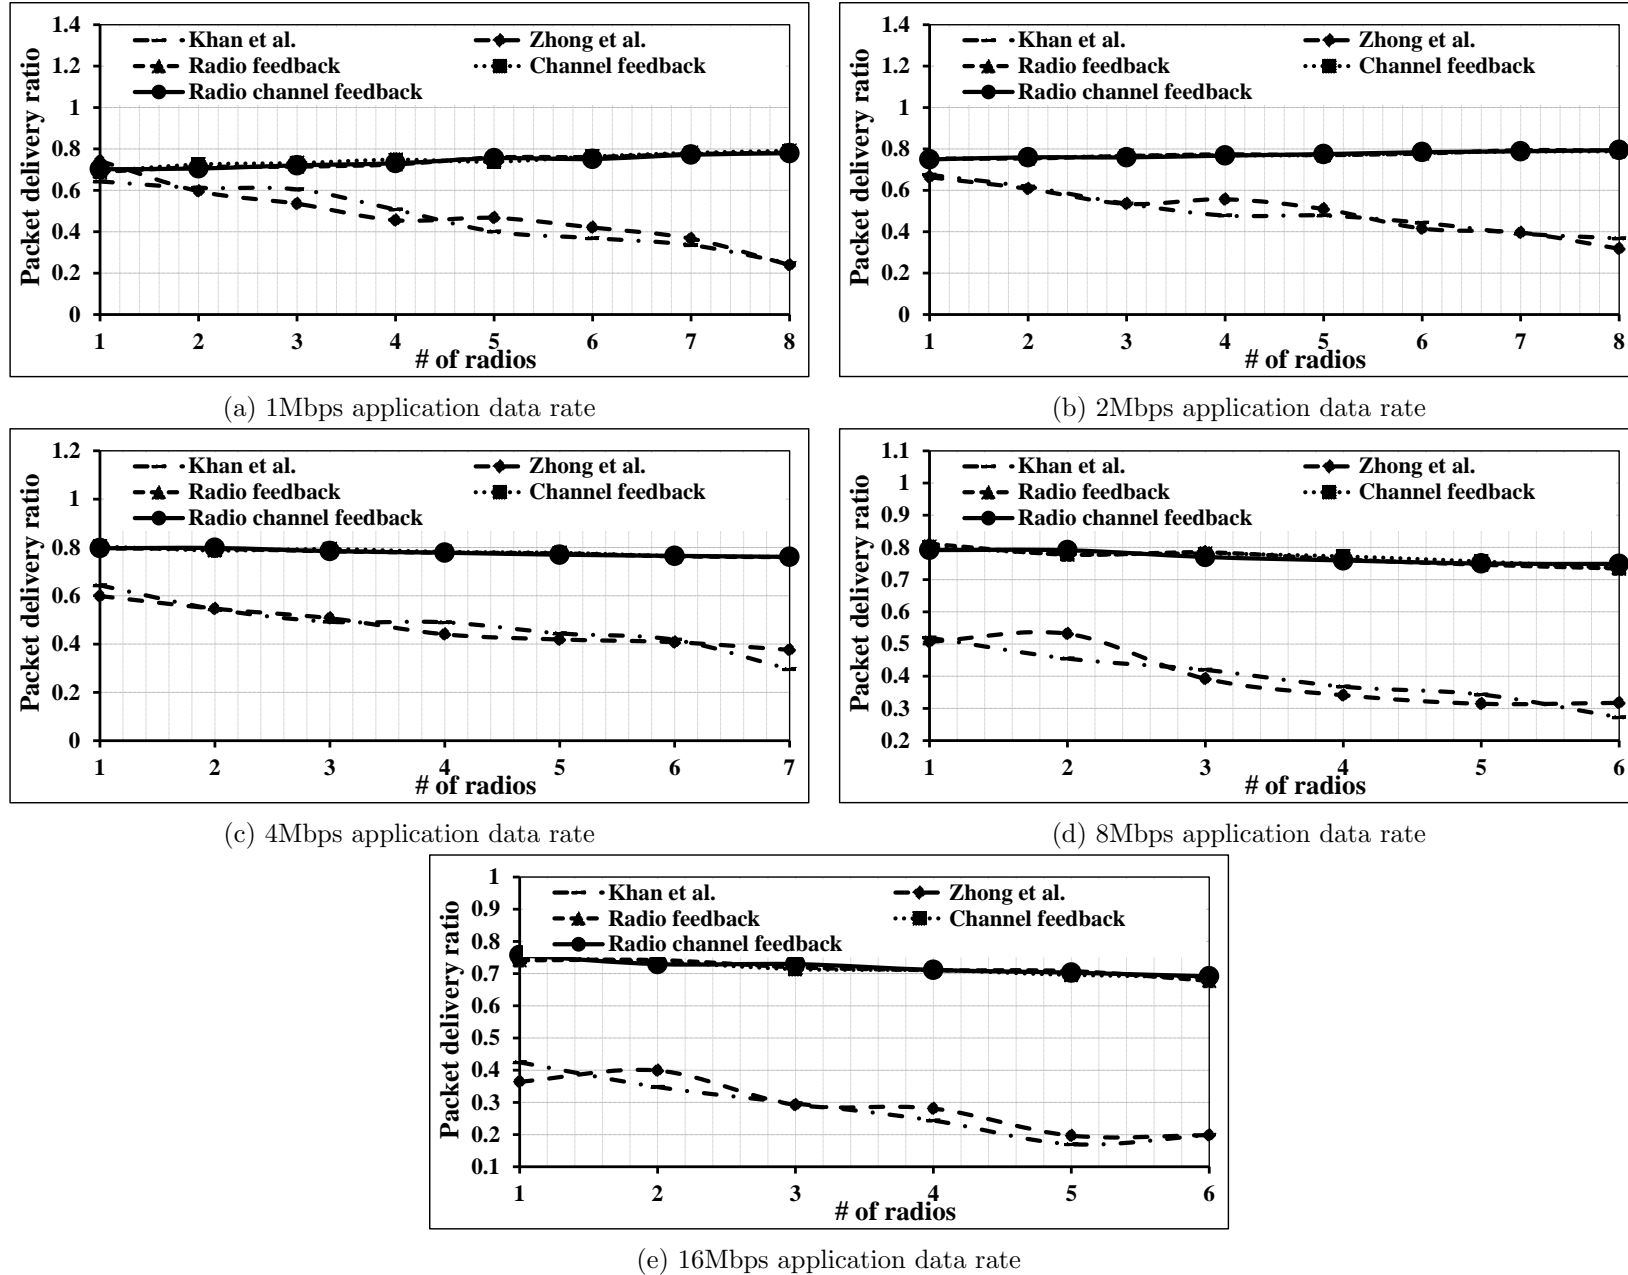 1.4
1.2
1
0.8
0.6
0.4
0.2
0
Packet delivery ratio
Khan et al. Zhong et al.
Radio feedback Channel feedback
Radio channel feedback
1 2 3 4 5 6 7 8
# of radios
(a) 1Mbps application data rate
1.4
1.2
1
0.8
0.6
0.4
0.2
0
Packet delivery ratio
Khan et al. Zhong et al.
Radio feedback Channel feedback
Radio channel feedback
1 2 3 4 5 6 7 8
# of radios
(b) 2Mbps application data rate
1.2
1
0.8
0.6
0.4
0.2
0
Packet delivery ratio
Khan et al. Zhong et al.
Radio feedback Channel feedback
Radio channel feedback
1 2 3 4 5 6 7
# of radios
(c) 4Mbps application data rate
1.1
1
0.9
0.8
0.7
0.6
0.5
0.4
0.3
0.2
Packet delivery ratio
Khan et al. Zhong et al.
Radio feedback Channel feedback
Radio channel feedback
1 2 3 4 5 6
# of radios
(d) 8Mbps application data rate
1
0.9
0.8
0.7
0.6
0.5
0.4
0.3
0.2
0.1
Packet delivery ratio
Khan et al. Zhong et al.
Radio feedback Channel feedback
Radio channel feedback
1 2 3 4 5 6
# of radios
(e) 16Mbps application data rate